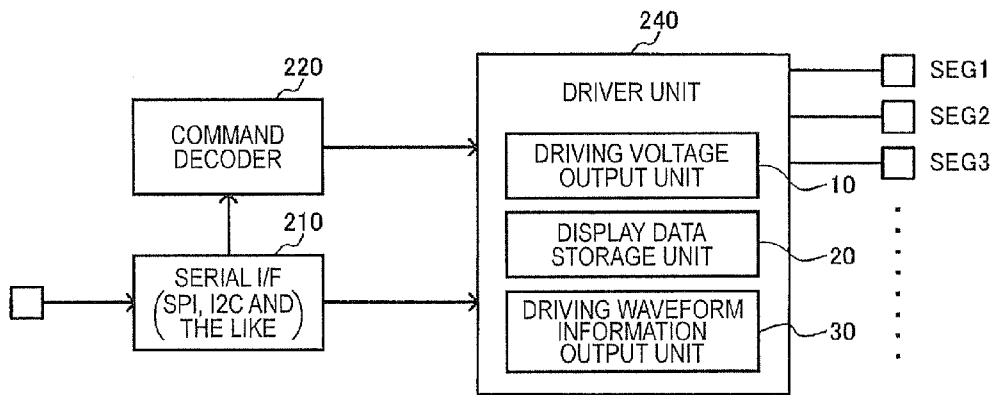 240
220
DRIVER UNIT
SEG1
COMMAND
DECODER
SEG2
DRIVING VOLTAGE
OUTPUT UNIT
SEG3
10
210
DISPLAY DATA
STORAGE UNIT
20
SERIAL I/F
(SPI, I2C AND
THE LIKE)
DRIVING WAVEFORM
INFORMATION
OUTPUT UNIT
30